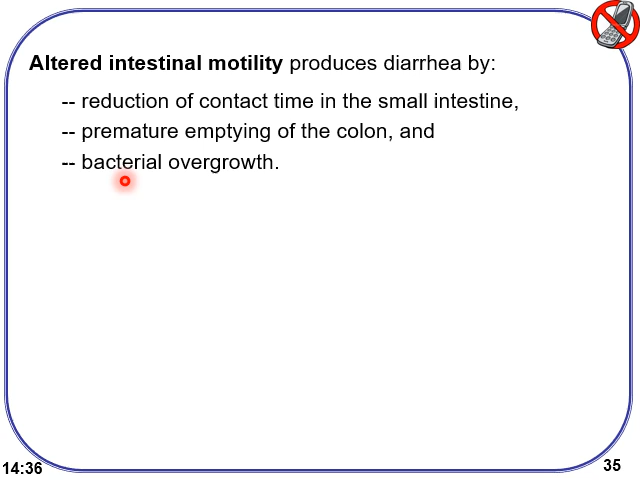 Altered intestinal motility produces diarrhea by:
-- reduction of contact time in the small intestine,
-- premature emptying of the colon, and
-- bacterial overgrowth.
14:36
35